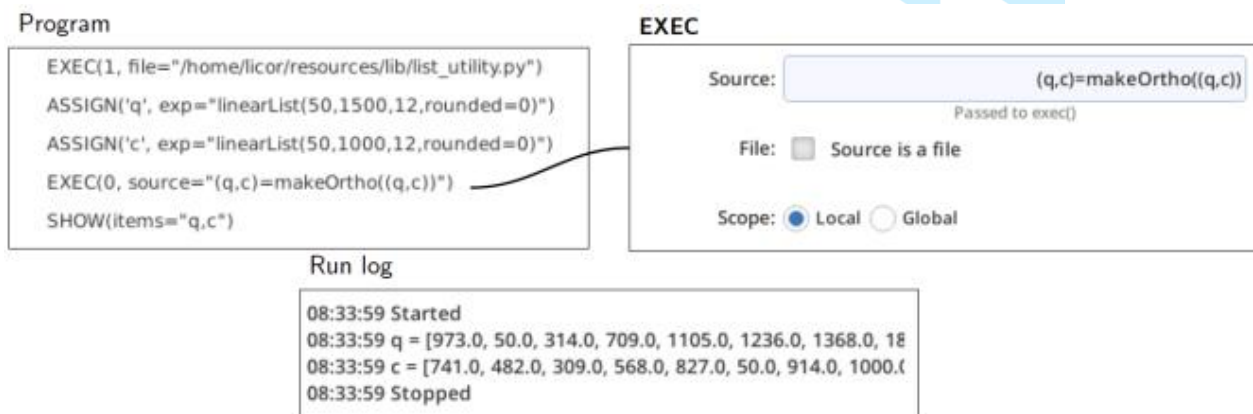 Program
EXEC(1, file="/home/licor/resources/lib/list_utility.py")
ASSIGN('q', exp="linearList(50,1500,12,rounded=0)")
ASSIGN('c', exp="linearList(50,1000,12,rounded=0)")
EXEC(0, source="(q,c)=makeOrtho((q,c))")
SHOW(items="q,c")
EXEC
Source: (q,c)=makeOrtho((q,c))
Passed to exec()
File: Source is a file
Scope: Local Global
Run log
08:33:59 Started
08:33:59 q = [973.0, 50.0, 314.0, 709.0, 1105.0, 1236.0, 1368.0, 18
08:33:59 c = [741.0, 482.0, 309.0, 568.0, 827.0, 50.0, 914.0, 1000.0
08:33:59 Stopped